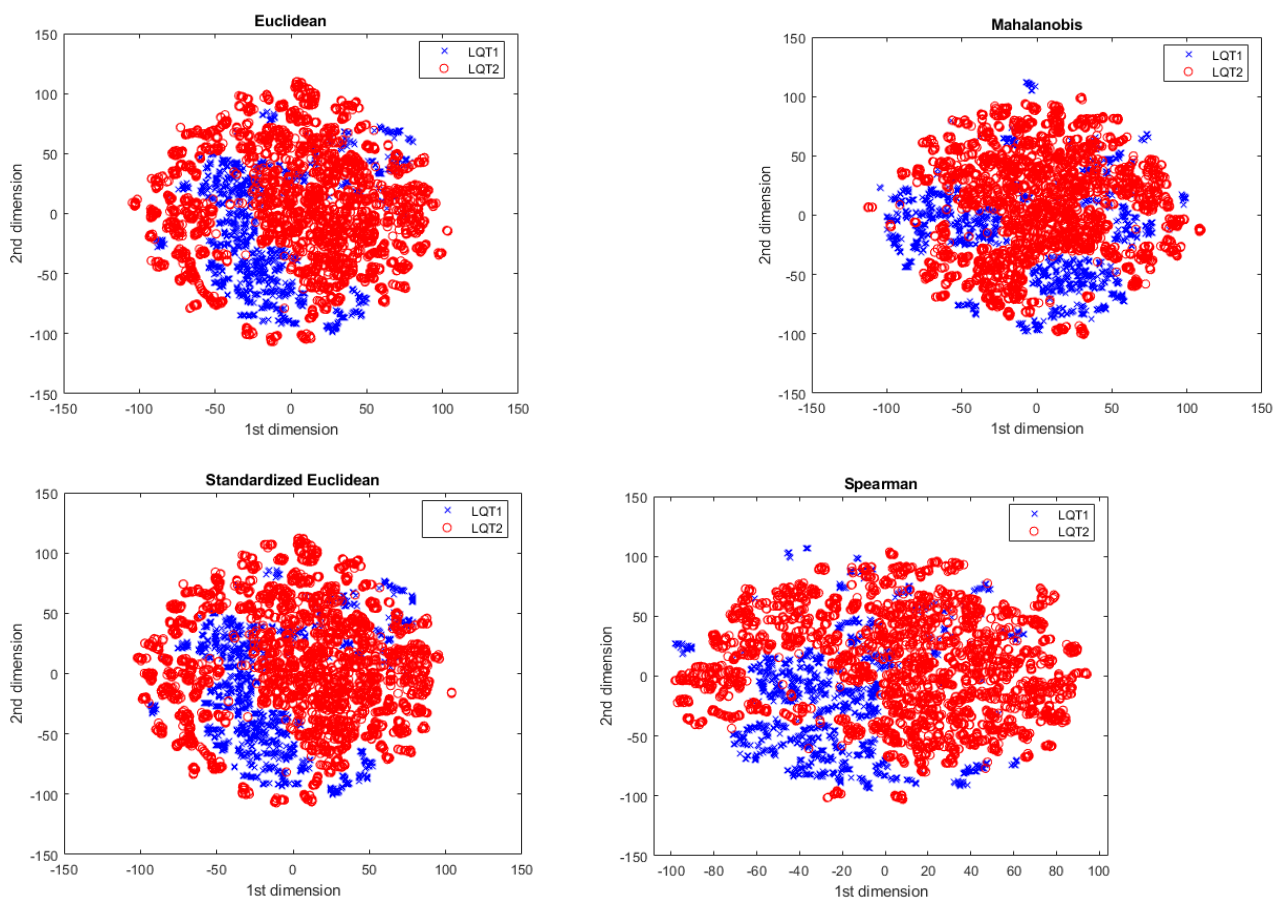 Euclidean
150
100
50
0
-50
-100
-150
2nd dimension
LQT1
LQT2
-150 -100 -50 0 50 100 150
1st dimension
Mahalanobis
150
100
50
0
-50
-100
-150
2nd dimension
LQT1
LQT2
-150 -100 -50 0 50 100 150
1st dimension
Standardized Euclidean
150
100
50
0
-50
-100
-150
2nd dimension
LQT1
LQT2
-150 -100 -50 0 50 100 150
1st dimension
Spearman
150
100
50
0
-50
-100
-150
2nd dimension
LQT1
LQT2
-100 -80 -60 -40 -20 0 20 40 60 80 100
1st dimension